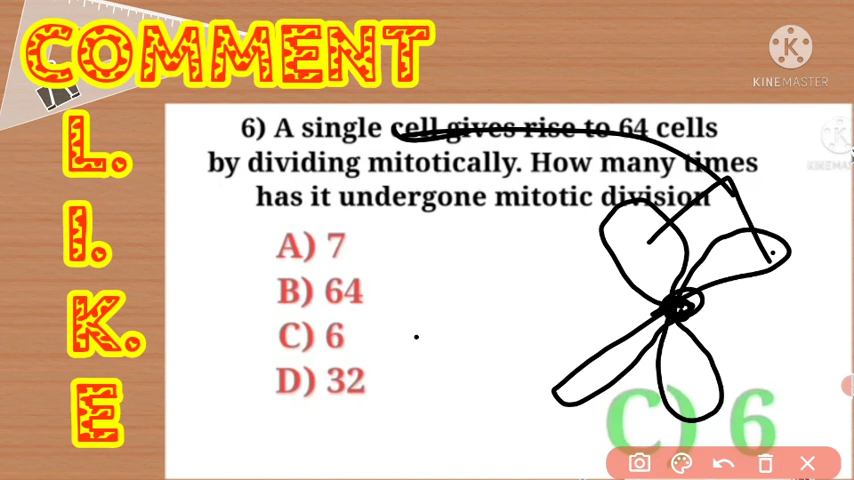 COMMENT
L.
I.
K.
E
KINEMASTER
6) A single cell gives rise to 64 cells
by dividing mitotically. How many times
has it undergone mitotic division
A) 7
B) 64
C) 6
D) 32
C) 6